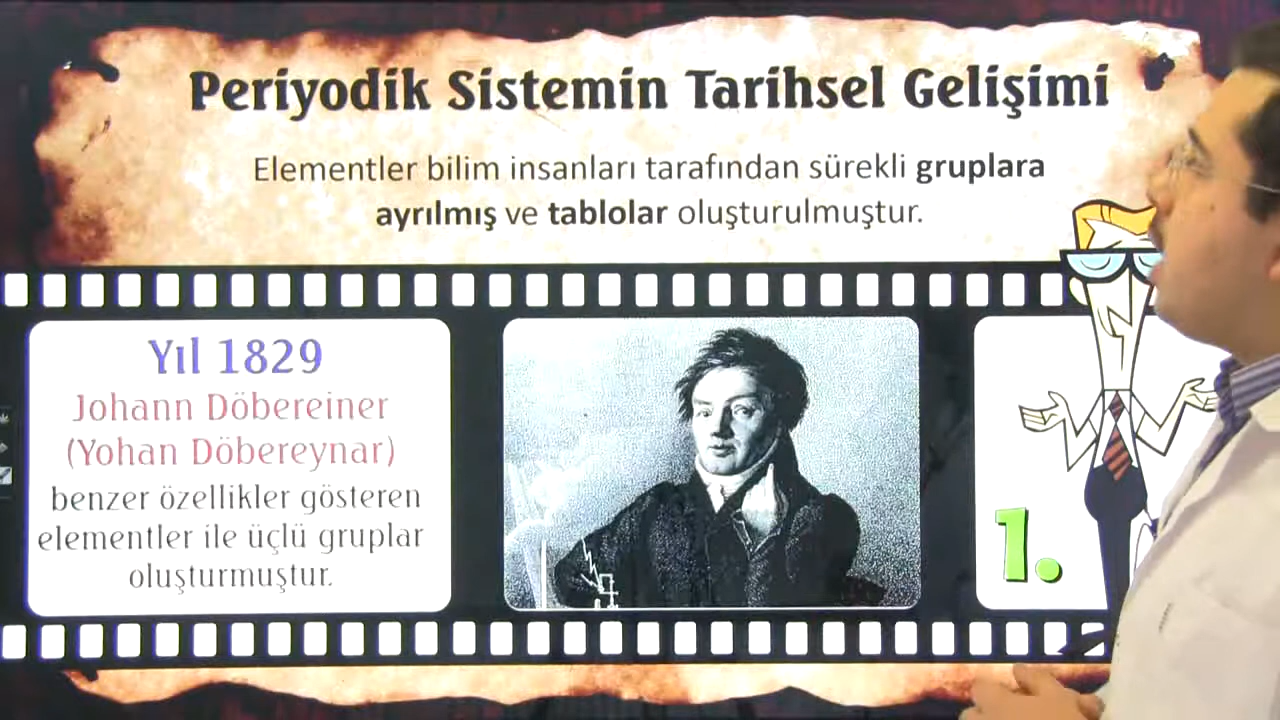 Periyodik Sistemin Tarihsel Gelişimi
Elementler bilim insanları tarafından sürekli gruplara
ayrılmış ve tablolar oluşturulmuştur.
Yıl 1829
Johann Döbereiner
(Yohan Döbereynar)
benzer özellikler gösteren
elementler ile üçlü gruplar
oluşturmuştur.
1.